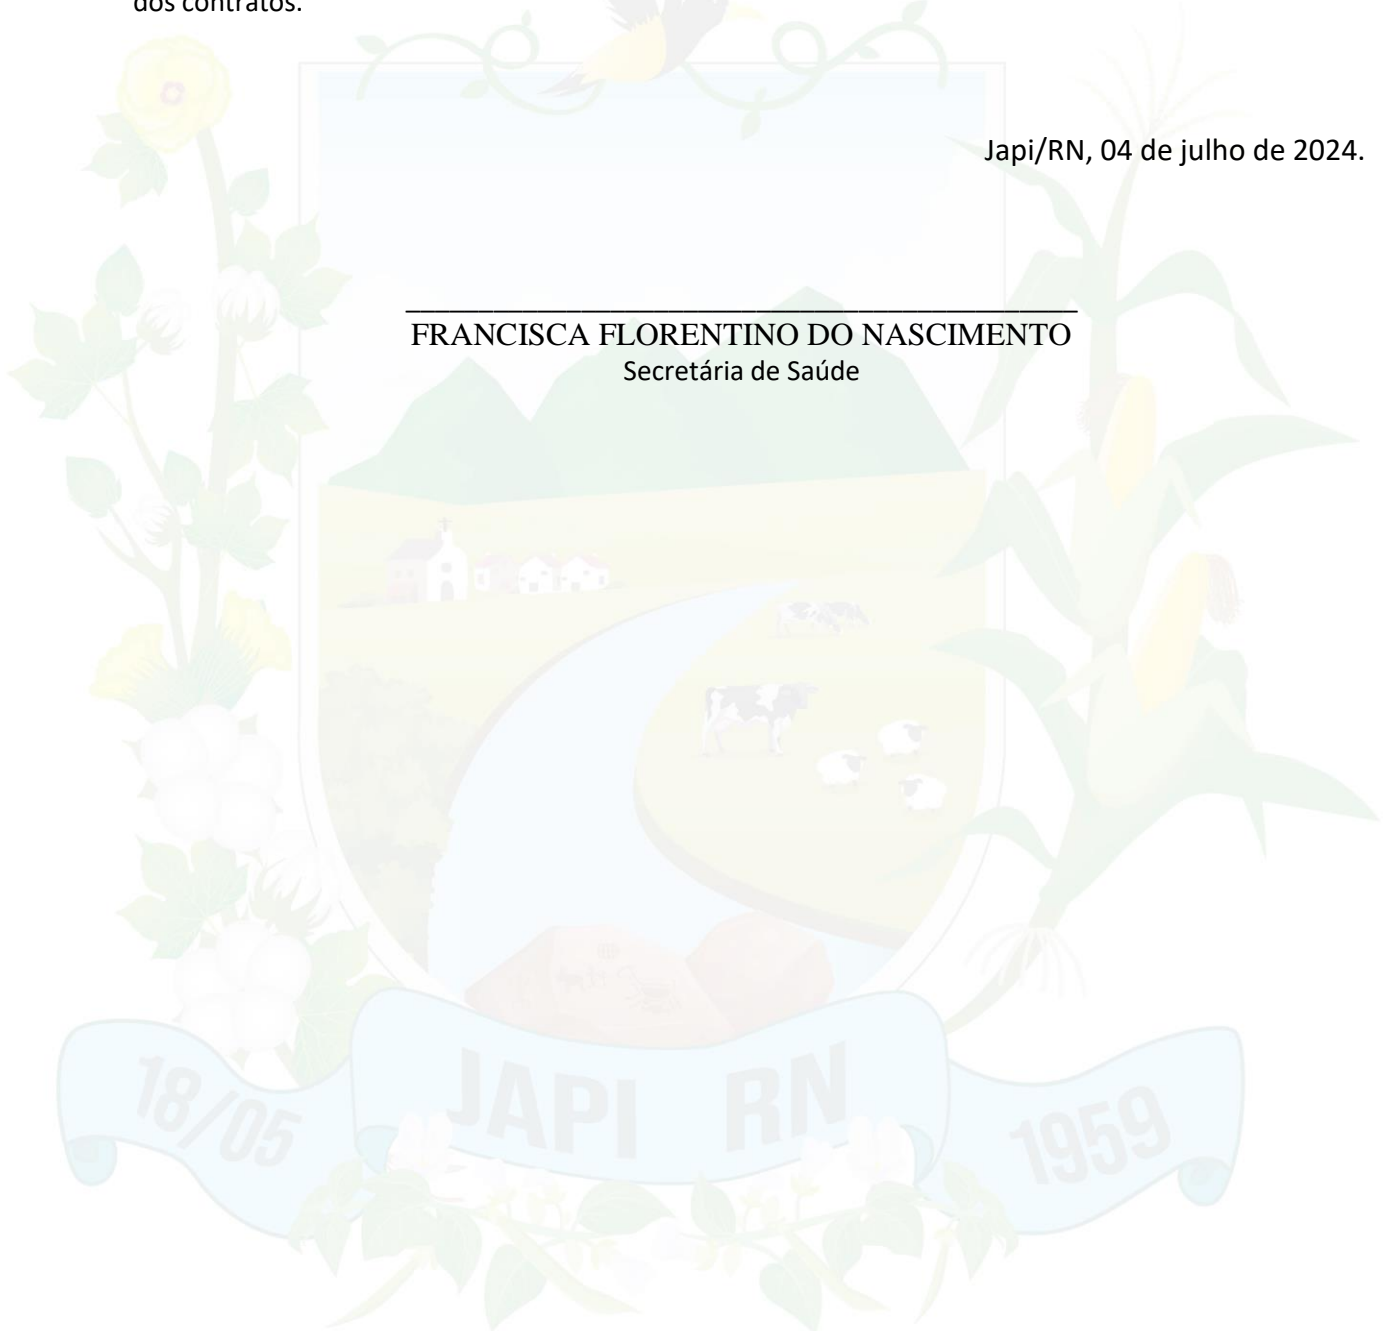 dos contratos.
Japi/RN, 04 de julho de 2024.
FRANCISCA FLORENTINO DO NASCIMENTO
Secretária de Saúde
18/05
JAPI RN
1959